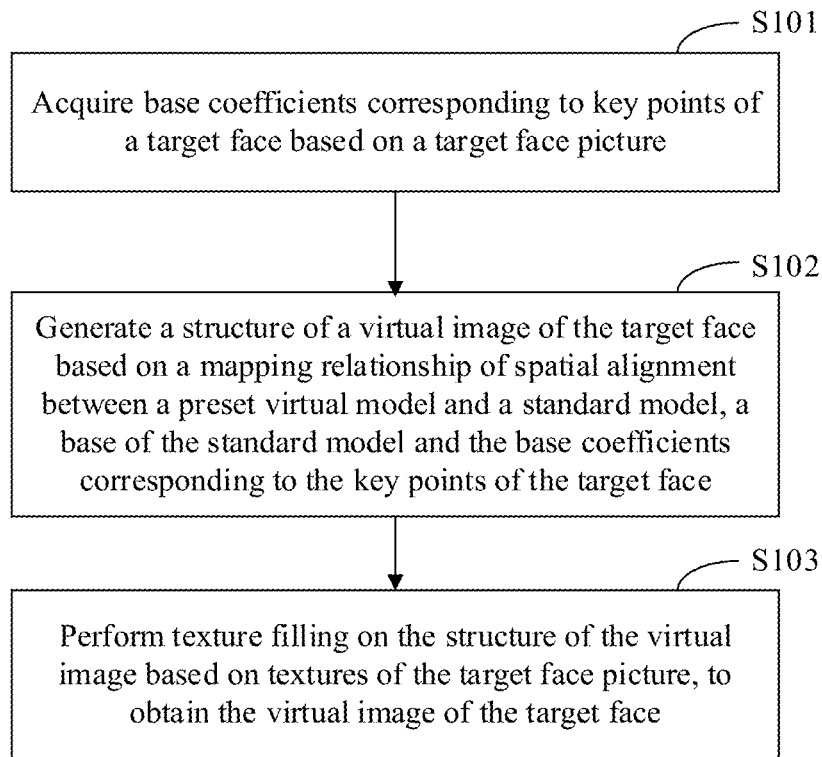 S101
Acquire base coefficients corresponding to key points of
a target face based on a target face picture
S102
Generate a structure of a virtual image of the target face
based on a mapping relationship of spatial alignment
between a preset virtual model and a standard model, a
base of the standard model and the base coefficients
corresponding to the key points of the target face
S103
Perform texture filling on the structure of the virtual
image based on textures of the target face picture, to
obtain the virtual image of the target face